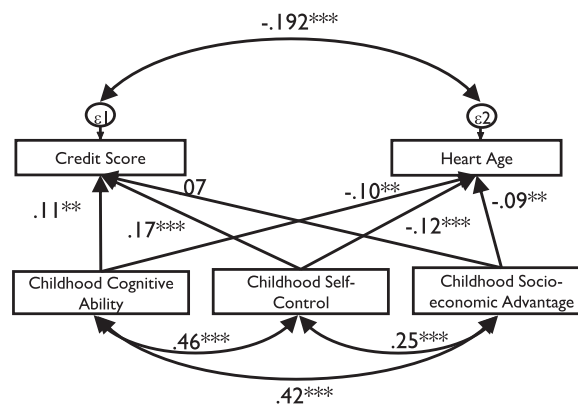 -.192***
ε1
ε2
Credit Score
Heart Age
.11**
.17***
.07
-.10**
-.12***
-.09**
Childhood Cognitive
Ability
Childhood Self-
Control
Childhood Socio-
economic Advantage
.46***
.25***
.42***